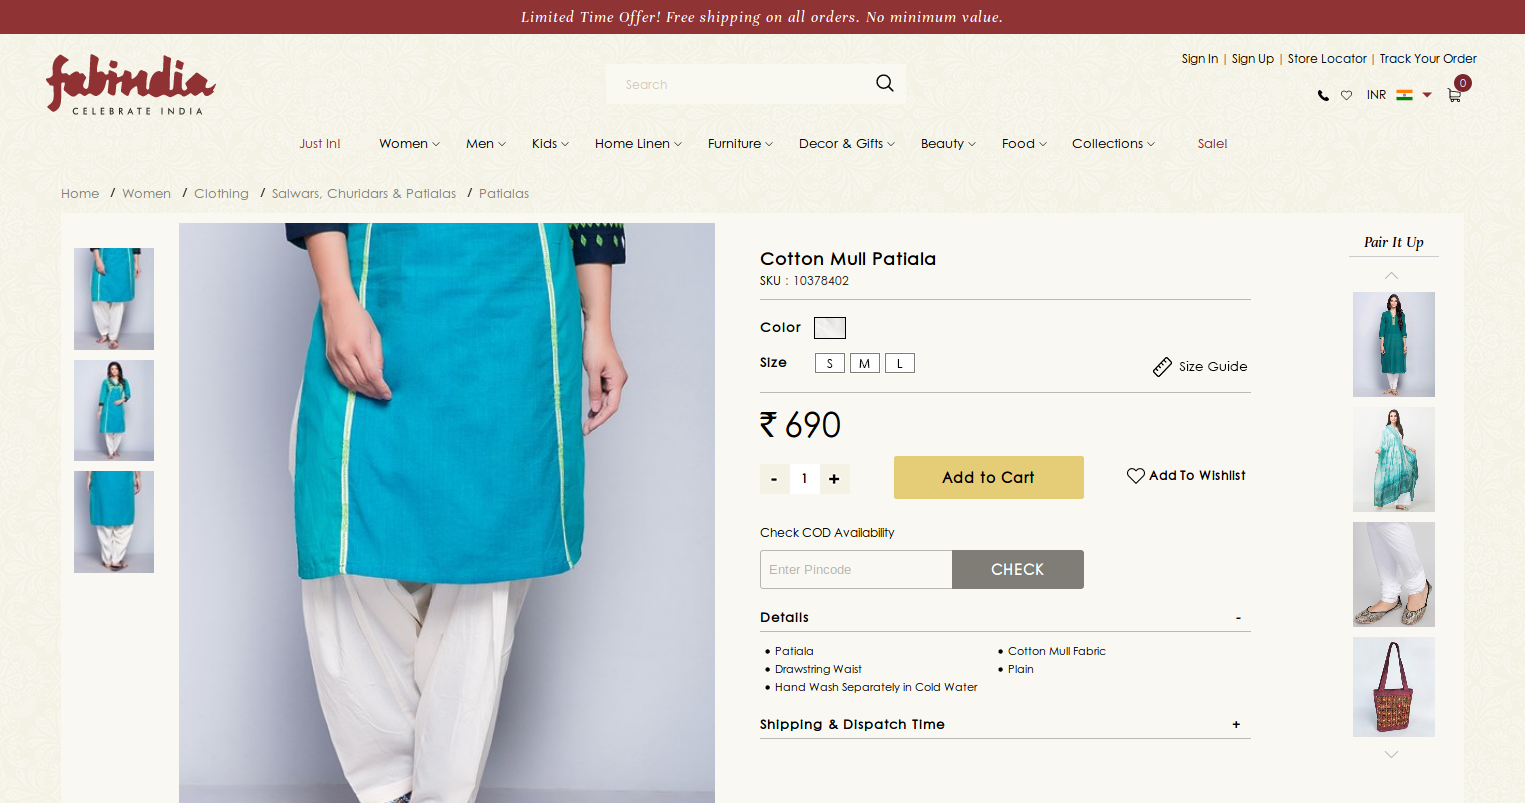 Limited Time Offer! Free shipping on all orders. No minimum value.
fabindia
CELEBRATE INDIA
Search
Sign In | Sign Up | Store Locator | Track Your Order
INR
0
Just In! Women Men Kids Home Linen Furniture Decor & Gifts Beauty Food Collections Sale!
Home / Women / Clothing / Salwars, Churidars & Patialas / Patialas
Cotton Mull Patiala
SKU : 10378402
Color
Size S M L
Size Guide
₹ 690
- 1 +
Add to Cart
Add To Wishlist
Check COD Availability
Enter Pincode
CHECK
Details -
• Patiala
• Cotton Mull Fabric
• Drawstring Waist
• Plain
• Hand Wash Separately in Cold Water
Shipping & Dispatch Time +
Pair It Up